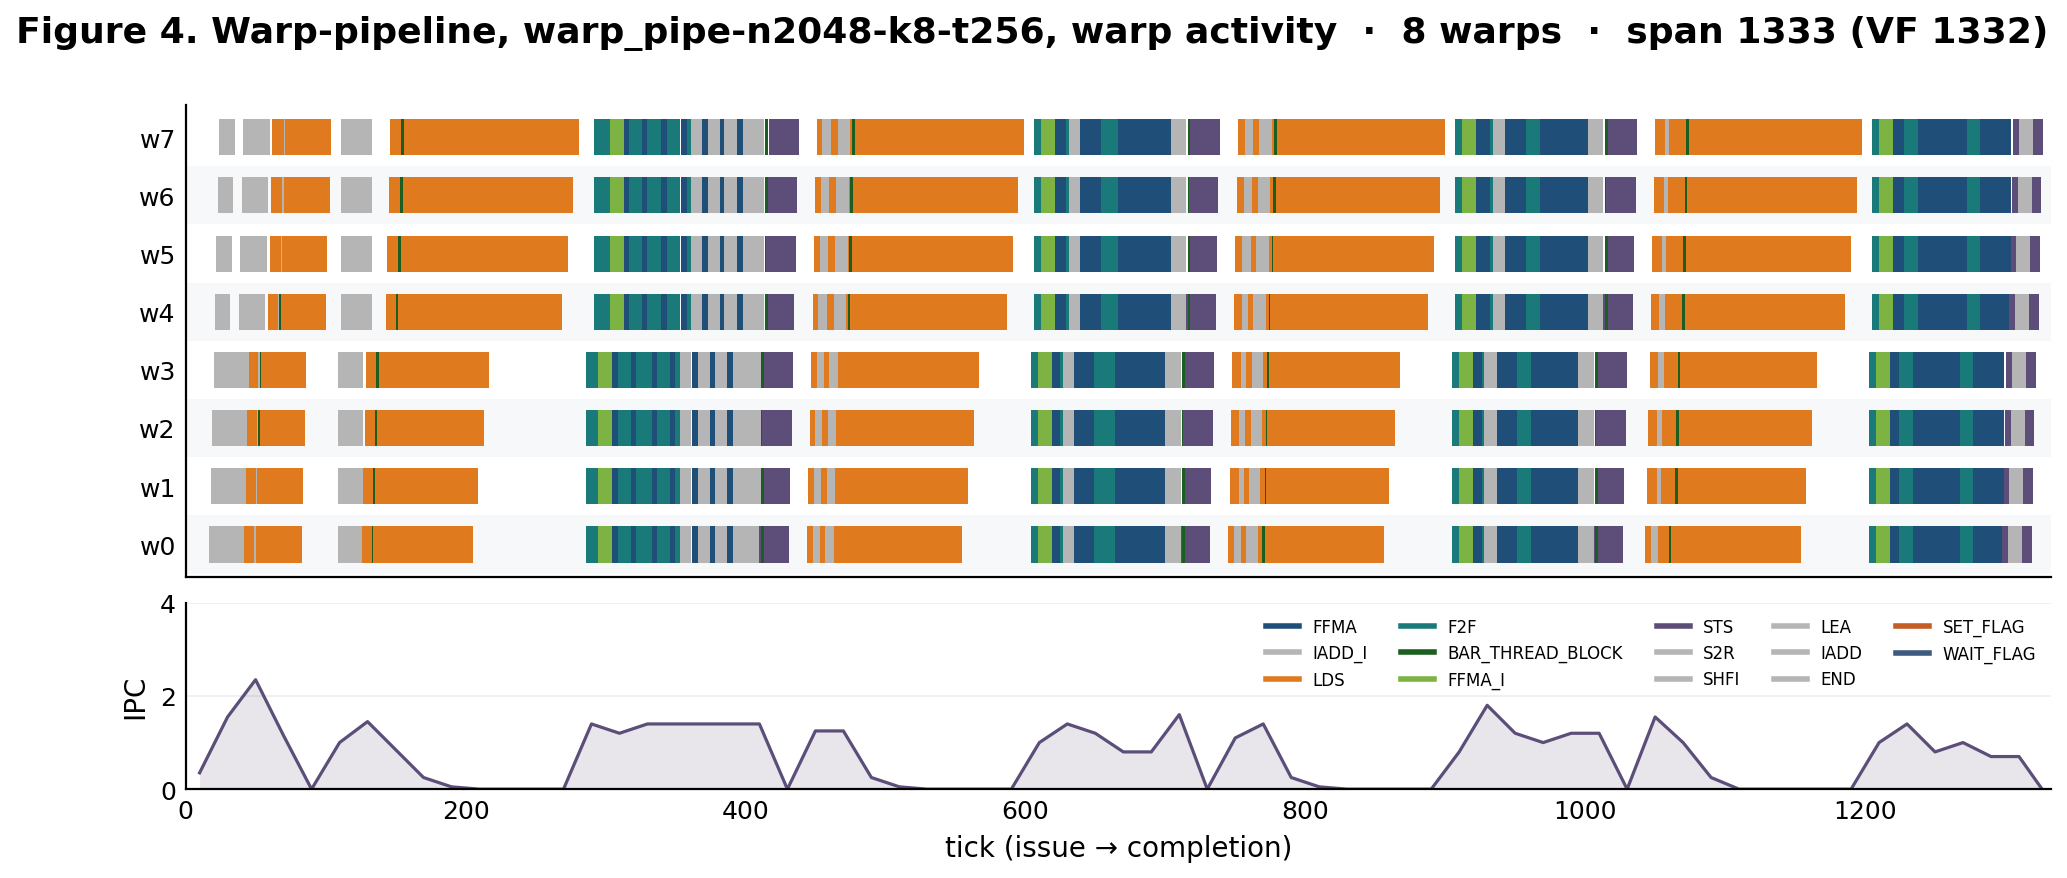 Figure 4. Warp-pipeline, warp_pipe-n2048-k8-t256, warp activity · 8 warps · span 1333 (VF 1332)
w7
w6
w5
w4
w3
w2
w1
w0
4
2
0
IPC
FFMA
IADD_I
LDS
F2F
BAR_THREAD_BLOCK
FFMA_I
STS
S2R
SHFI
LEA
IADD
END
SET_FLAG
WAIT_FLAG
0 200 400 600 800 1000 1200
tick (issue → completion)